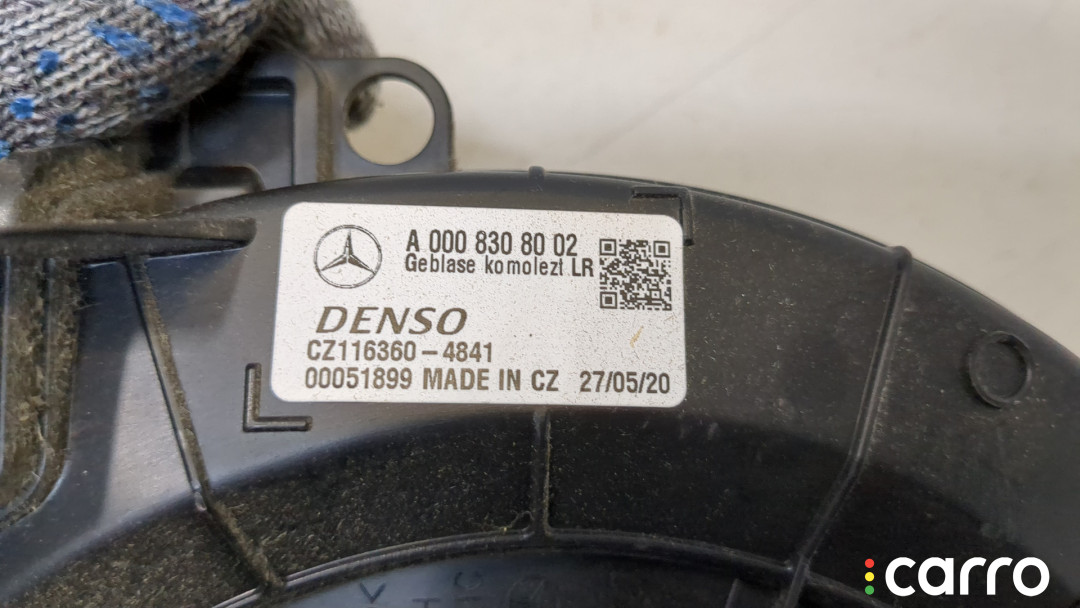 A 000 830 80 02
Geblase komolezt LR
DENSO
CZ116360-4841
00051899 MADE IN CZ 27/05/20
carro